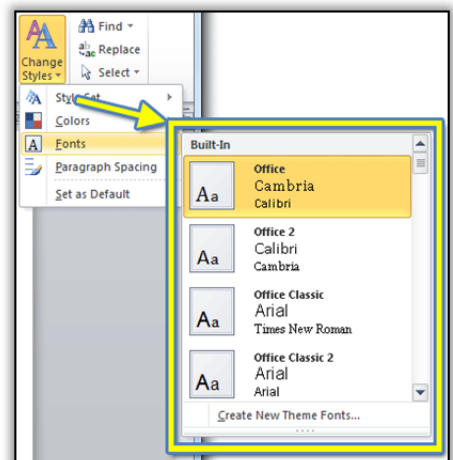 Find
Replace
Select
Change
Styles
Style Set
Colors
Fonts
Paragraph Spacing
Set as Default
Built-In
Aa
Office
Cambria
Calibri
Aa
Office 2
Calibri
Cambria
Aa
Office Classic
Arial
Times New Roman
Aa
Office Classic 2
Arial
Arial
Create New Theme Fonts...